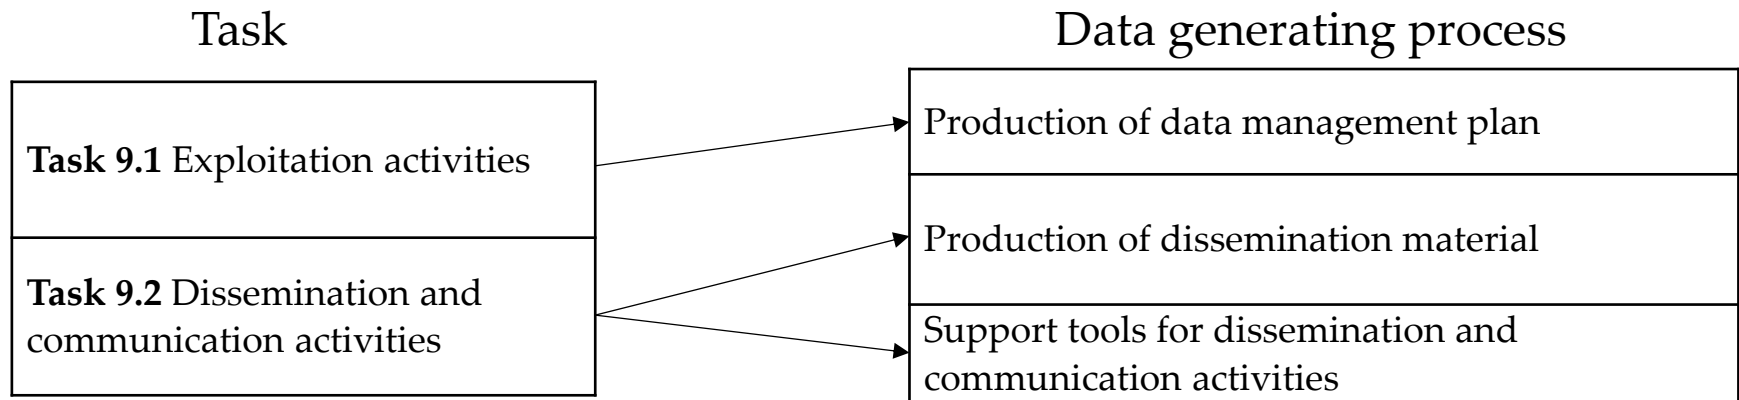 Task
Data generating process
Task 9.1 Exploitation activities
Task 9.2 Dissemination and
communication activities
Production of data management plan
Production of dissemination material
Support tools for dissemination and
communication activities